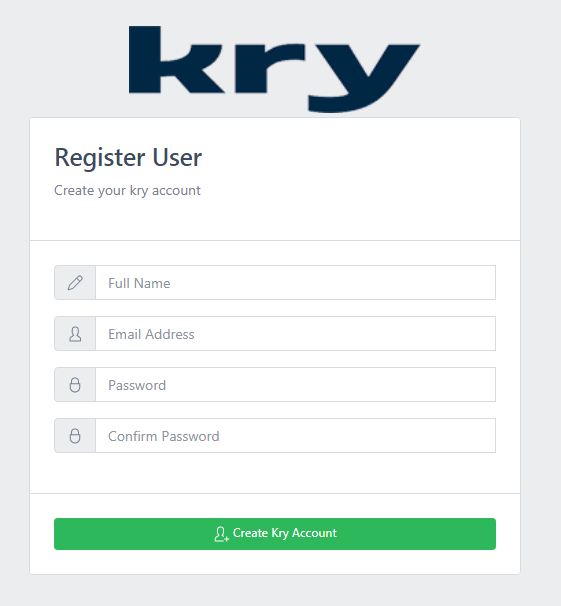 kry
Register User
Create your kry account
Full Name
Email Address
Password
Confirm Password
Create Kry Account